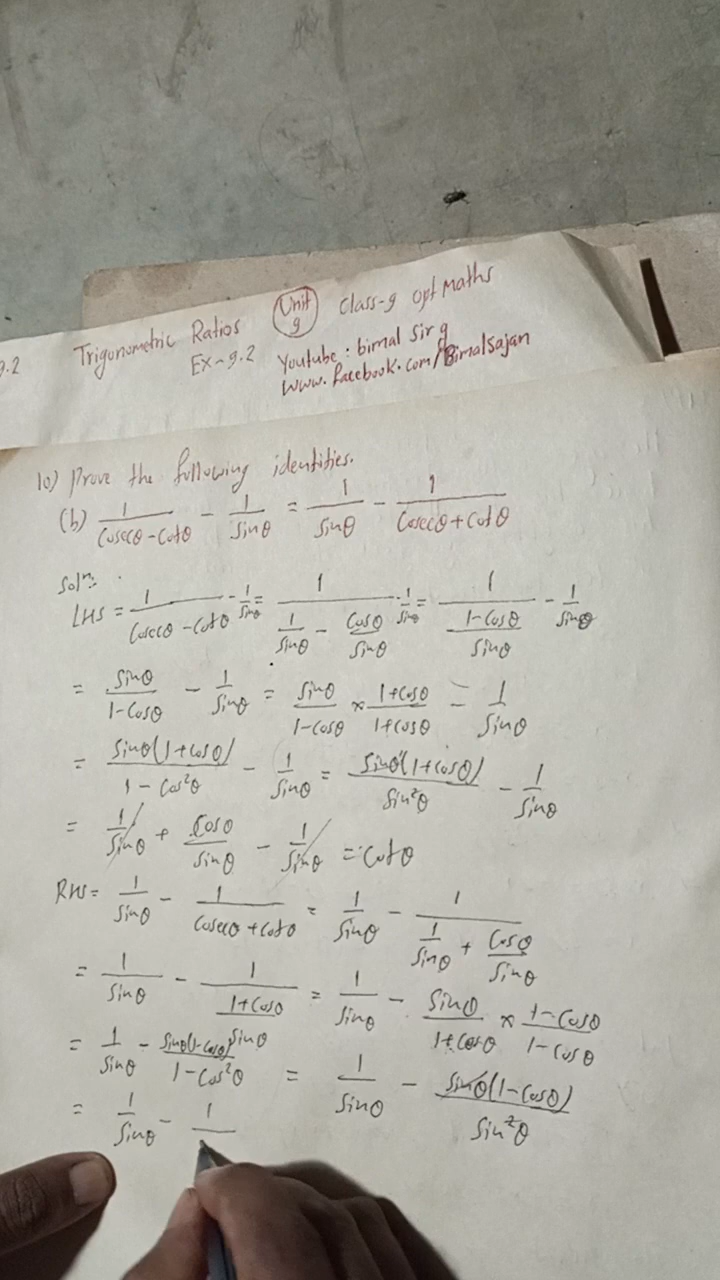 9.2 Trigonometric Ratios Unit 9 Class-9 Opt Maths
Ex-9.2 Youtube: bimal Sir g
www.facebook.com/Bimalsajan
10) Prove the following identities.
(h) 1/(Cosecθ-Cotθ) - 1/Sinθ = 1/Sinθ - 1/(Cosecθ+Cotθ)
Solⁿ:
LHS = 1/(Cosecθ-Cotθ) - 1/Sinθ = 1/(1/Sinθ - Cosθ/Sinθ) - 1/Sinθ = 1/((1-Cosθ)/Sinθ) - 1/Sinθ
= Sinθ/(1-Cosθ) - 1/Sinθ = Sinθ/(1-Cosθ) × (1+Cosθ)/(1+Cosθ) - 1/Sinθ
= Sinθ(1+Cosθ)/(1-Cos²θ) - 1/Sinθ = Sinθ(1+Cosθ)/Sin²θ - 1/Sinθ
= 1/Sinθ + Cosθ/Sinθ - 1/Sinθ = Cotθ
RHS = 1/Sinθ - 1/(Cosecθ+Cotθ) = 1/Sinθ - 1/(1/Sinθ + Cosθ/Sinθ)
= 1/Sinθ - 1/((1+Cosθ)/Sinθ) = 1/Sinθ - Sinθ/(1+Cosθ) × (1-Cosθ)/(1-Cosθ)
= 1/Sinθ - Sinθ(1-Cosθ)/(1-Cos²θ) = 1/Sinθ - Sinθ(1-Cosθ)/Sin²θ
= 1/Sinθ - 1/